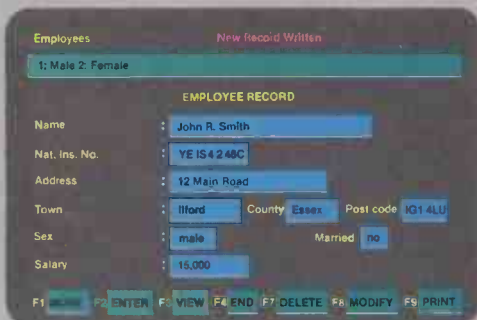 Employees New Record Written
1: Male 2: Female
EMPLOYEE RECORD
Name : John R. Smith
Nat. Ins. No. : YE IS 4 2 48C
Address : 12 Main Road
Town : Ilford County Essex Post code IG1 4LU
Sex : male Married no
Salary : 15,000
F1 F2 ENTER F3 VIEW F4 END F7 DELETE F8 MODIFY F9 PRINT